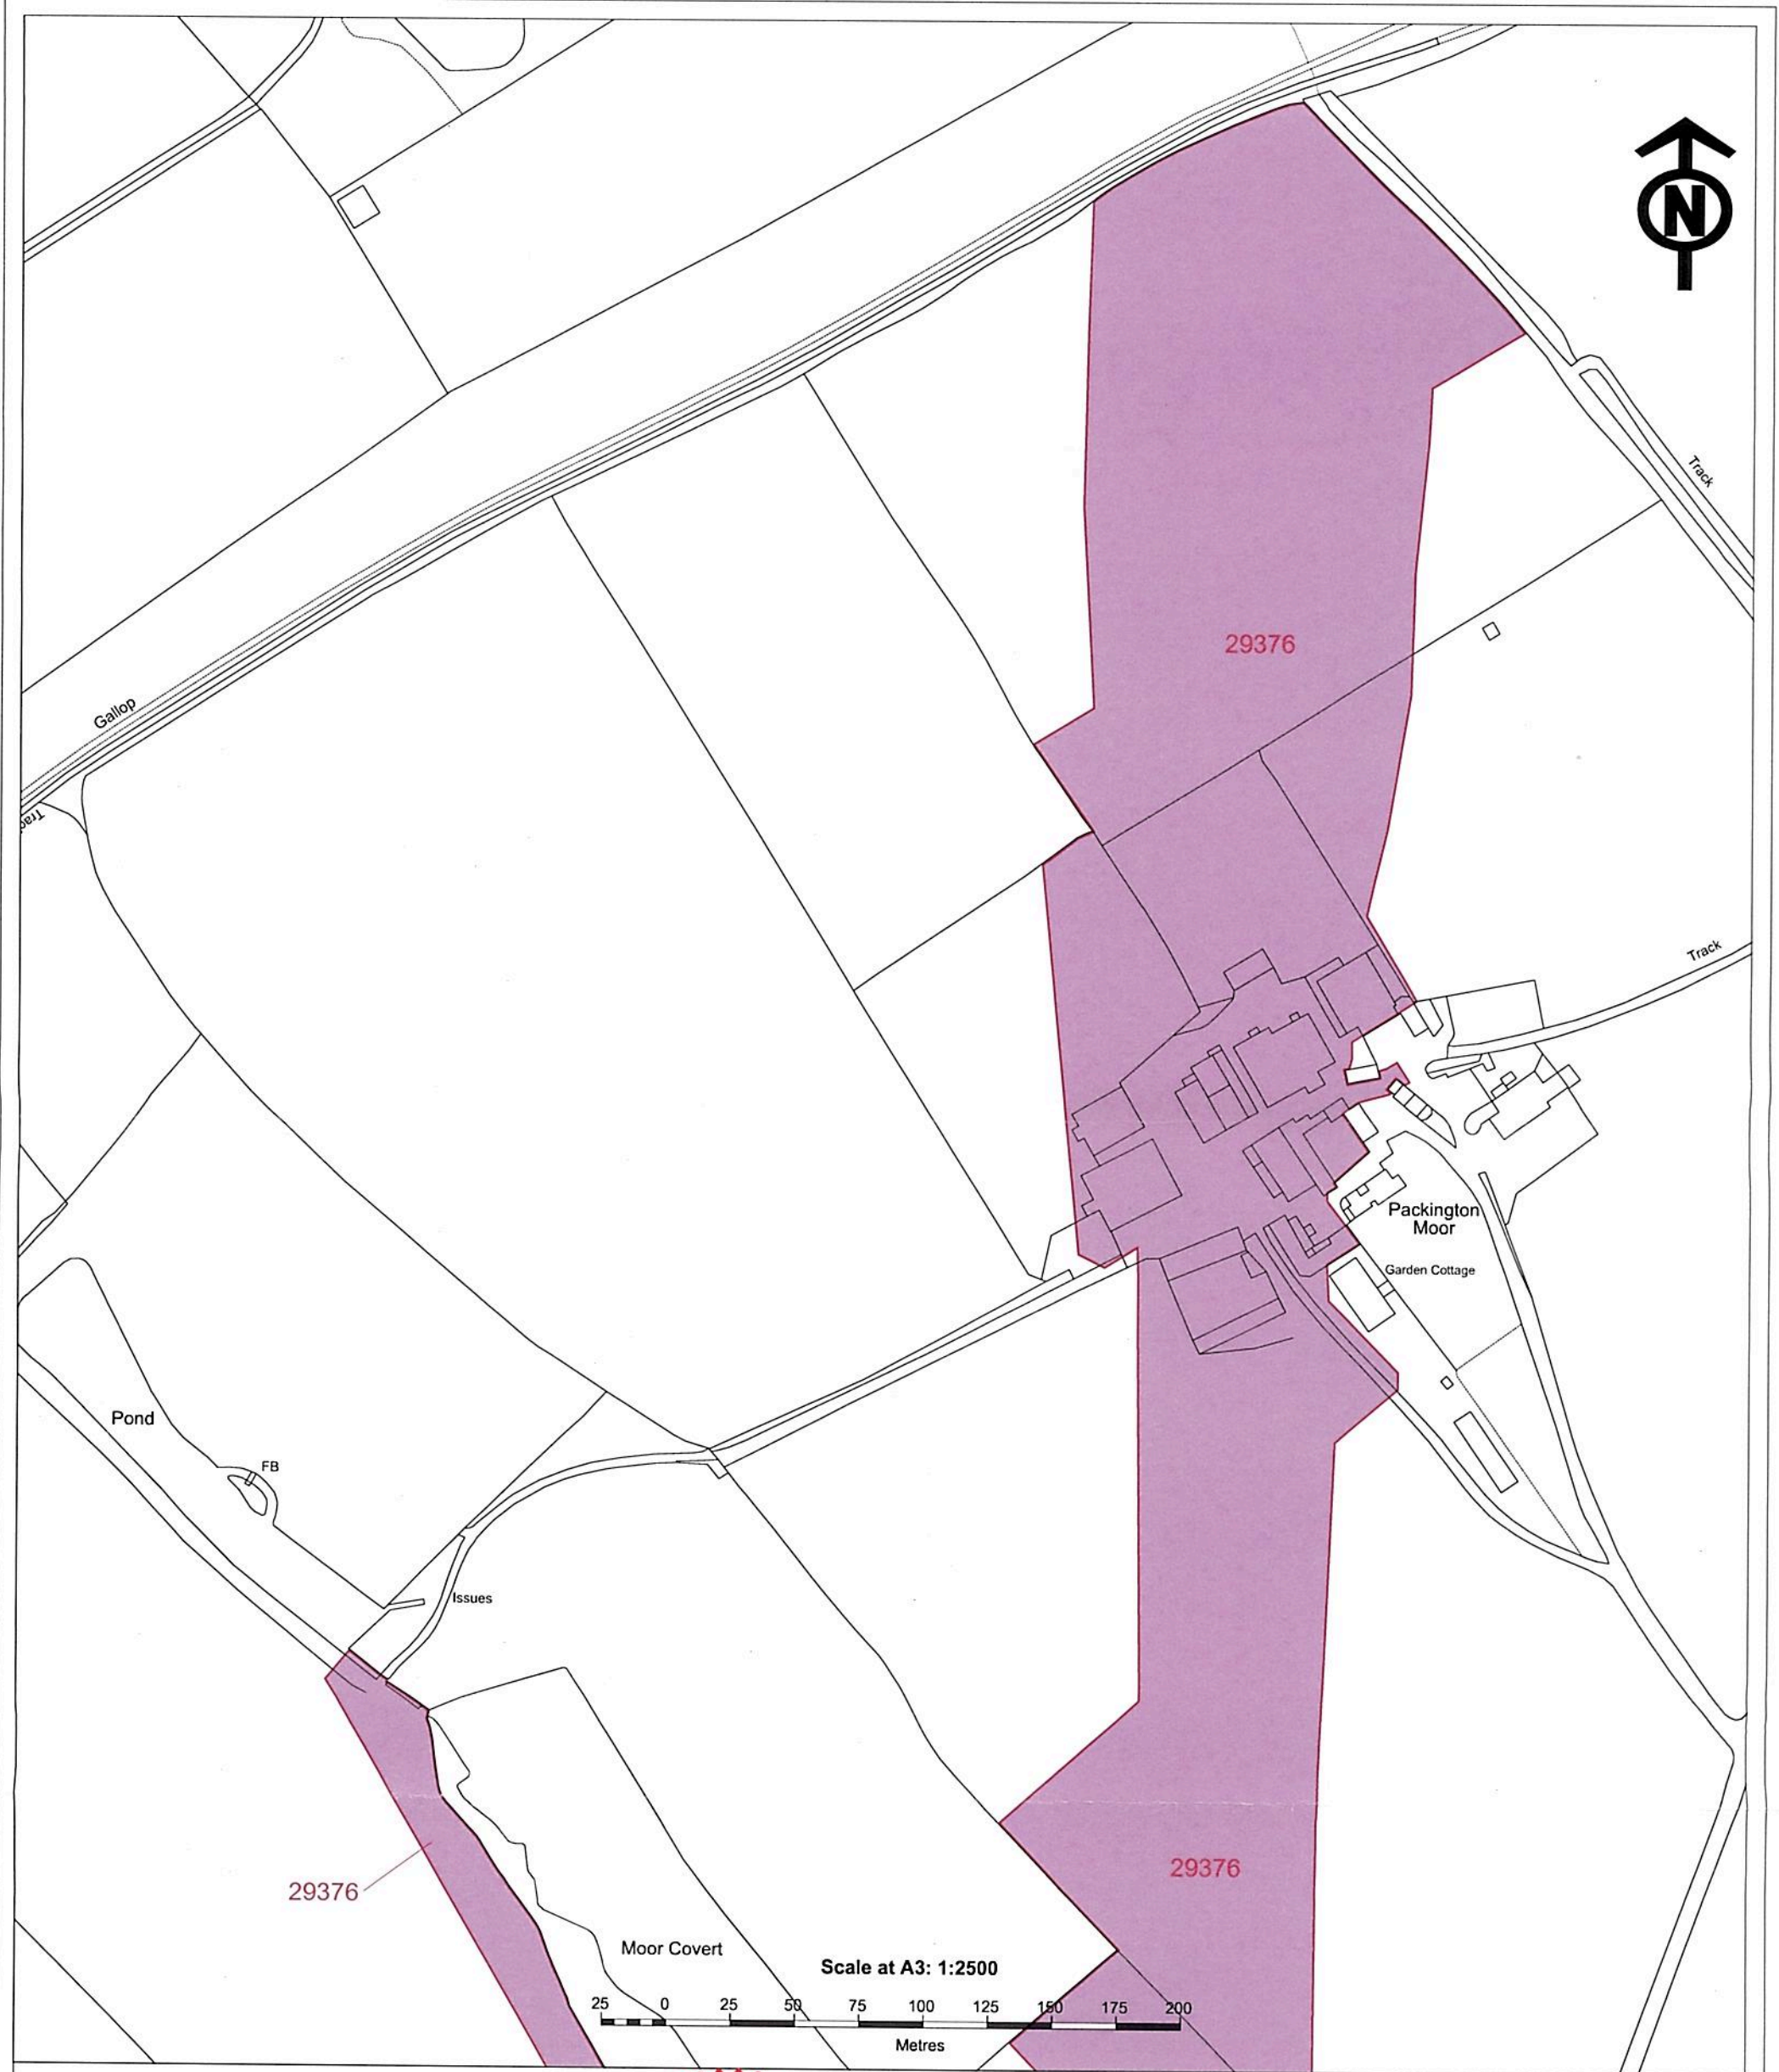 N
Track
29376
Gallop
Trac
Track
Packington
Moor
Garden Cottage
Pond
FB
Issues
29376
29376
Moor Covert
Scale at A3: 1:2500
25 0 25 50 75 100 125 150 175 200
Metres